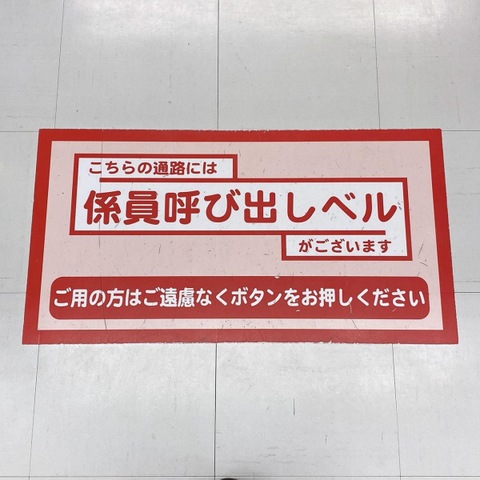 こちらの通路には
係員呼び出しベル
がございます
ご用の方はご遠慮なくボタンをお押しください